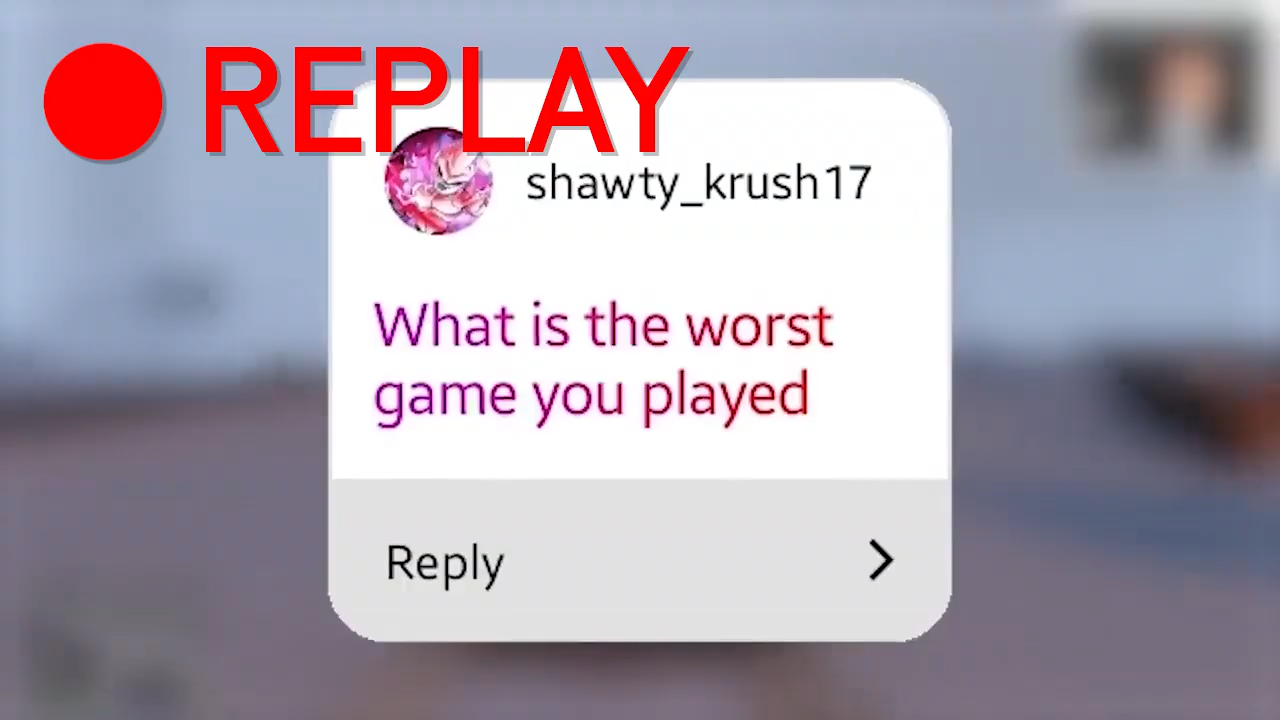 REPLAY
shawty_krush17
What is the worst
game you played
Reply